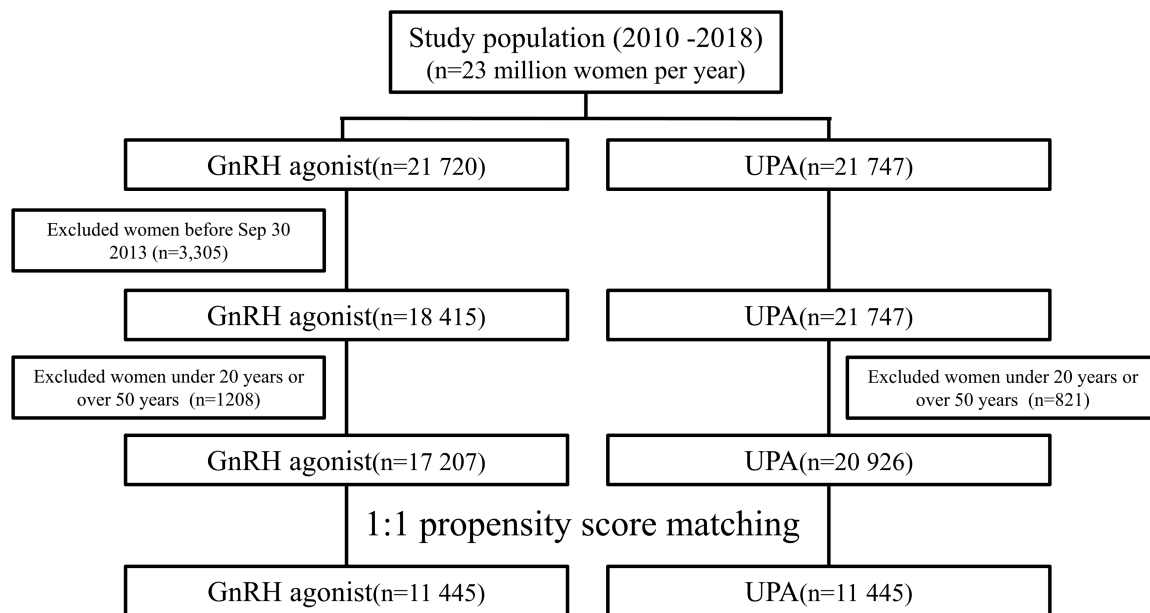 Study population (2010 -2018)
(n=23 million women per year)
GnRH agonist(n=21 720)
UPA(n=21 747)
Excluded women before Sep 30
2013 (n=3,305)
GnRH agonist(n=18 415)
UPA(n=21 747)
Excluded women under 20 years or
over 50 years (n=1208)
Excluded women under 20 years or
over 50 years (n=821)
GnRH agonist(n=17 207)
UPA(n=20 926)
1:1 propensity score matching
GnRH agonist(n=11 445)
UPA(n=11 445)